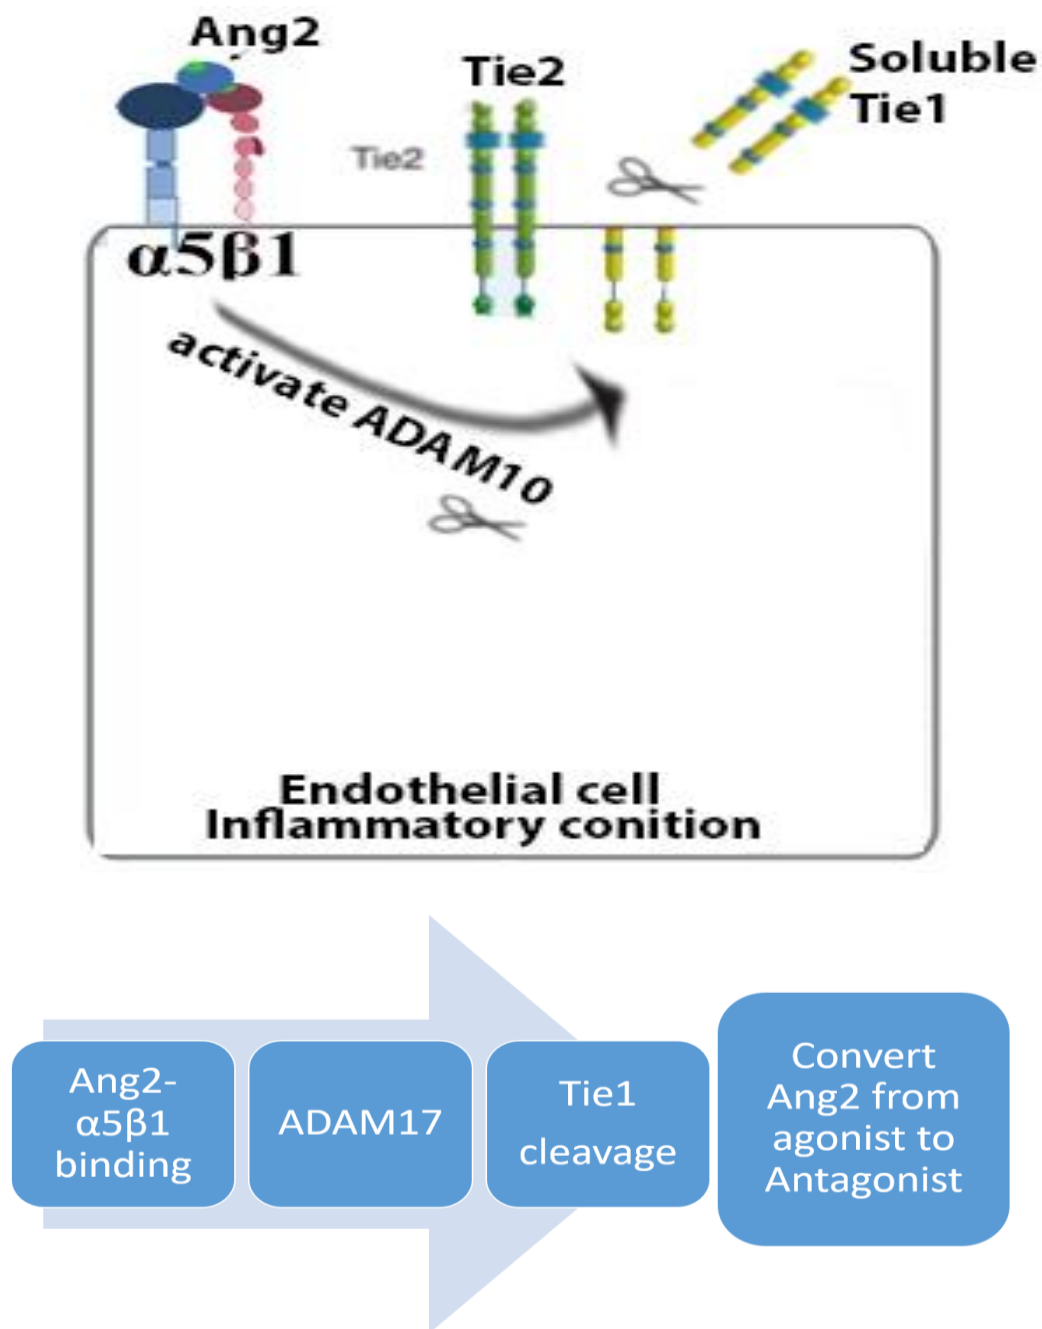 Ang2
Tie2
Soluble
Tie1
Tie2
α5β1
activate ADAM10
Endothelial cell
Inflammatory conition
Ang2-
α5β1
binding
ADAM17
Tie1
cleavage
Convert
Ang2 from
agonist to
Antagonist